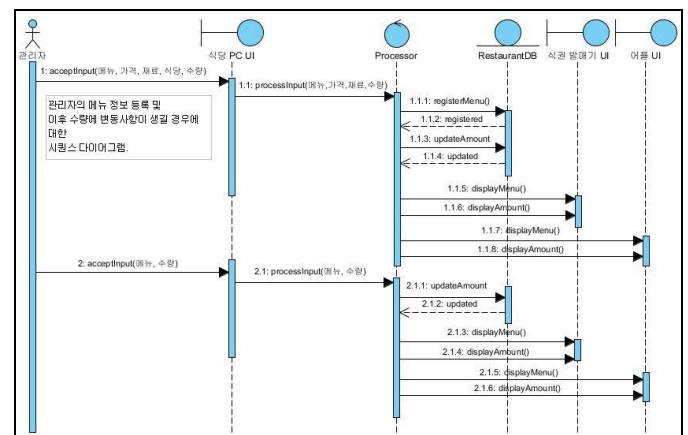 관리자
식당 PC UI
Processor
RestaurantDB
식권 발매기 UI
어플 UI
1: acceptInput(메뉴, 가격, 재료, 식당, 수량)
1.1: processInput(메뉴,가격,재료,수량)
관리자의 메뉴 정보 등록 및
이후 수량에 변동사항이 생길 경우에
대한
시퀀스 다이어그램.
1.1.1: registerMenu()
1.1.2: registered
1.1.3: updateAmount
1.1.4: updated
1.1.5: displayMenu()
1.1.6: displayAmount()
1.1.7: displayMenu()
1.1.8: displayAmount()
2: acceptInput(메뉴, 수량)
2.1: processInput(메뉴, 수량)
2.1.1: updateAmount
2.1.2: updated
2.1.3: displayMenu()
2.1.4: displayAmount()
2.1.5: displayMenu()
2.1.6: displayAmount()